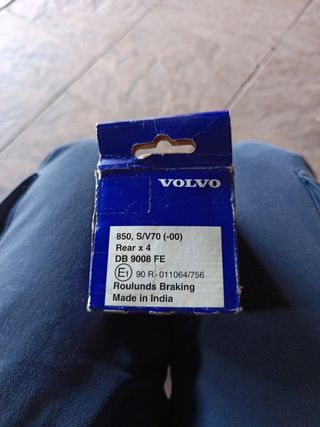 VOLVO
850, S/V70 (-00)
Rear x 4
DB 9008 FE
E1 90 R-011064/756
Roulunds Braking
Made in India